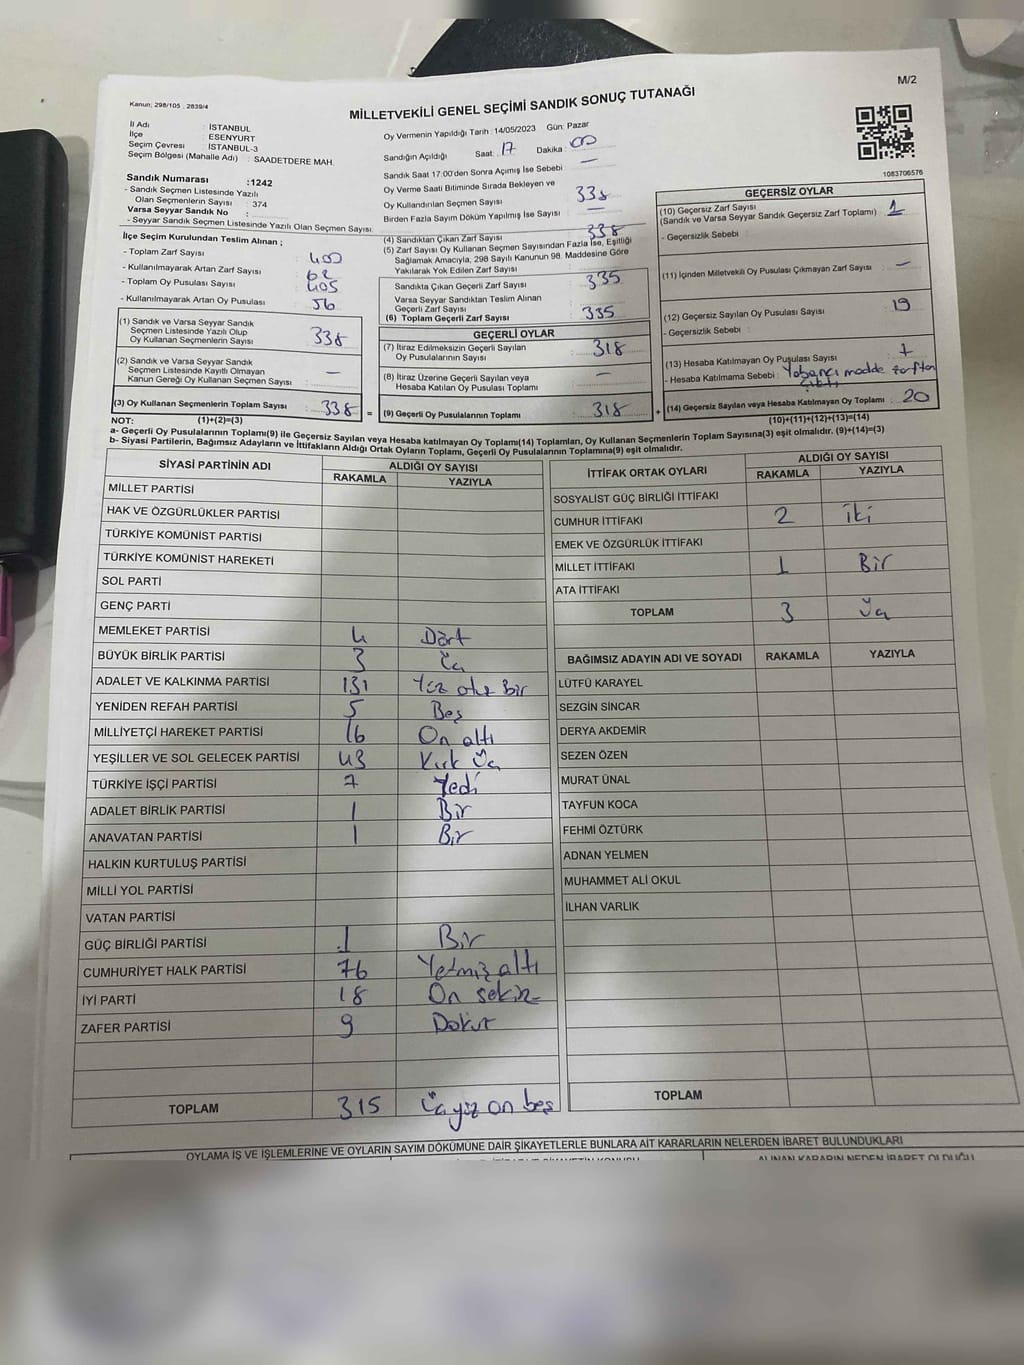 M/2
Kanun; 298/105 , 2839/4
MİLLETVEKİLİ GENEL SEÇİMİ SANDIK SONUÇ TUTANAĞI
İl Adı : İSTANBUL
İlçe : ESENYURT
Seçim Çevresi : İSTANBUL-3
Seçim Bölgesi (Mahalle Adı) : SAADETDERE MAH.
Sandık Numarası :1242
- Sandık Seçmen Listesinde Yazılı
Olan Seçmenlerin Sayısı : 374
Varsa Seyyar Sandık No :
- Seyyar Sandık Seçmen Listesinde Yazılı Olan Seçmen Sayısı:
Oy Vermenin Yapıldığı Tarih :14/05/2023 Gün: Pazar
Sandığın Açıldığı Saat: 17 Dakika: 00
Sandık Saat 17:00'den Sonra Açımış İse Sebebi : —
Oy Verme Saati Bitiminde Sırada Bekleyen ve
Oy Kullandırılan Seçmen Sayısı : 338
Birden Fazla Sayım Döküm Yapılmış İse Sayısı : —
1083706576
İlçe Seçim Kurulundan Teslim Alınan ;
- Toplam Zarf Sayısı : 400
- Kullanılmayarak Artan Zarf Sayısı : 62
- Toplam Oy Pusulası Sayısı : 405
- Kullanılmayarak Artan Oy Pusulası : 56
(1) Sandık ve Varsa Seyyar Sandık
Seçmen Listesinde Yazılı Olup
Oy Kullanan Seçmenlerin Sayısı : 338
(2) Sandık ve Varsa Seyyar Sandık
Seçmen Listesinde Kayıtlı Olmayan
Kanun Gereği Oy Kullanan Seçmen Sayısı : —
(3) Oy Kullanan Seçmenlerin Toplam Sayısı : 338 =
(1)+(2)=(3)
(4) Sandıktan Çıkan Zarf Sayısı : 338
(5) Zarf Sayısı Oy Kullanan Seçmen Sayısından Fazla İse, Eşitliği
Sağlamak Amacıyla, 298 Sayılı Kanunun 98. Maddesine Göre
Yakılarak Yok Edilen Zarf Sayısı :
Sandıkta Çıkan Geçerli Zarf Sayısı : 335
Varsa Seyyar Sandıktan Teslim Alınan
Geçerli Zarf Sayısı :
(6) Toplam Geçerli Zarf Sayısı : 335
GEÇERLİ OYLAR
(7) İtiraz Edilmeksizin Geçerli Sayılan
Oy Pusulalarının Sayısı : 318
(8) İtiraz Üzerine Geçerli Sayılan veya
Hesaba Katılan Oy Pusulası Toplamı : —
(9) Geçerli Oy Pusulalarının Toplamı : 318 +
GEÇERSİZ OYLAR
(10) Geçersiz Zarf Sayısı
(Sandık ve Varsa Seyyar Sandık Geçersiz Zarf Toplamı) : 1
- Geçersizlik Sebebi :
(11) İçinden Milletvekili Oy Pusulası Çıkmayan Zarf Sayısı : —
(12) Geçersiz Sayılan Oy Pusulası Sayısı : 19
- Geçersizlik Sebebi :
(13) Hesaba Katılmayan Oy Pusulası Sayısı :
- Hesaba Katılmama Sebebi : Yabancı madde zarftan
çıktı
(14) Geçersiz Sayılan veya Hesaba Katılmayan Oy Toplamı : 20
(10)+(11)+(12)+(13)=(14)
NOT:
a- Geçerli Oy Pusulalarının Toplamı(9) ile Geçersiz Sayılan veya Hesaba katılmayan Oy Toplamı(14) Toplamları, Oy Kullanan Seçmenlerin Toplam Sayısına(3) eşit olmalıdır. (9)+(14)=(3)
b- Siyasi Partilerin, Bağımsız Adayların ve İttifakların Aldığı Ortak Oyların Toplamı, Geçerli Oy Pusulalarının Toplamına(9) eşit olmalıdır.
SİYASİ PARTİNİN ADI ALDIĞI OY SAYISI
RAKAMLA YAZIYLA
MİLLET PARTİSİ
HAK VE ÖZGÜRLÜKLER PARTİSİ
TÜRKİYE KOMÜNİST PARTİSİ
TÜRKİYE KOMÜNİST HAREKETİ
SOL PARTİ
GENÇ PARTİ
MEMLEKET PARTİSİ 4 Dört
BÜYÜK BİRLİK PARTİSİ 3 Üç
ADALET VE KALKINMA PARTİSİ 131 Yüz otuz Bir
YENİDEN REFAH PARTİSİ 5 Beş
MİLLİYETÇİ HAREKET PARTİSİ 16 On altı
YEŞİLLER VE SOL GELECEK PARTİSİ 43 Kırk Üç
TÜRKİYE İŞÇİ PARTİSİ 7 Yedi
ADALET BİRLİK PARTİSİ 1 Bir
ANAVATAN PARTİSİ 1 Bir
HALKIN KURTULUŞ PARTİSİ
MİLLİ YOL PARTİSİ
VATAN PARTİSİ
GÜÇ BİRLİĞİ PARTİSİ 1 Bir
CUMHURİYET HALK PARTİSİ 76 Yetmiş altı
İYİ PARTİ 18 On sekiz
ZAFER PARTİSİ 9 Dokuz
TOPLAM 315 Üçyüz on beş
İTTİFAK ORTAK OYLARI ALDIĞI OY SAYISI
RAKAMLA YAZIYLA
SOSYALİST GÜÇ BİRLİĞİ İTTİFAKI
CUMHUR İTTİFAKI 2 İki
EMEK VE ÖZGÜRLÜK İTTİFAKI
MİLLET İTTİFAKI 1 Bir
ATA İTTİFAKI
TOPLAM 3 Üç
BAĞIMSIZ ADAYIN ADI VE SOYADI RAKAMLA YAZIYLA
LÜTFÜ KARAYEL
SEZGİN SİNCAR
DERYA AKDEMİR
SEZEN ÖZEN
MURAT ÜNAL
TAYFUN KOCA
FEHMİ ÖZTÜRK
ADNAN YELMEN
MUHAMMET ALİ OKUL
İLHAN VARLIK
TOPLAM
OYLAMA İŞ VE İŞLEMLERİNE VE OYLARIN SAYIM DÖKÜMÜNE DAİR ŞİKAYETLERLE BUNLARA AİT KARARLARIN NELERDEN İBARET BULUNDUKLARI
ALINAN KARARIN NEDEN İBARET OLDUĞU